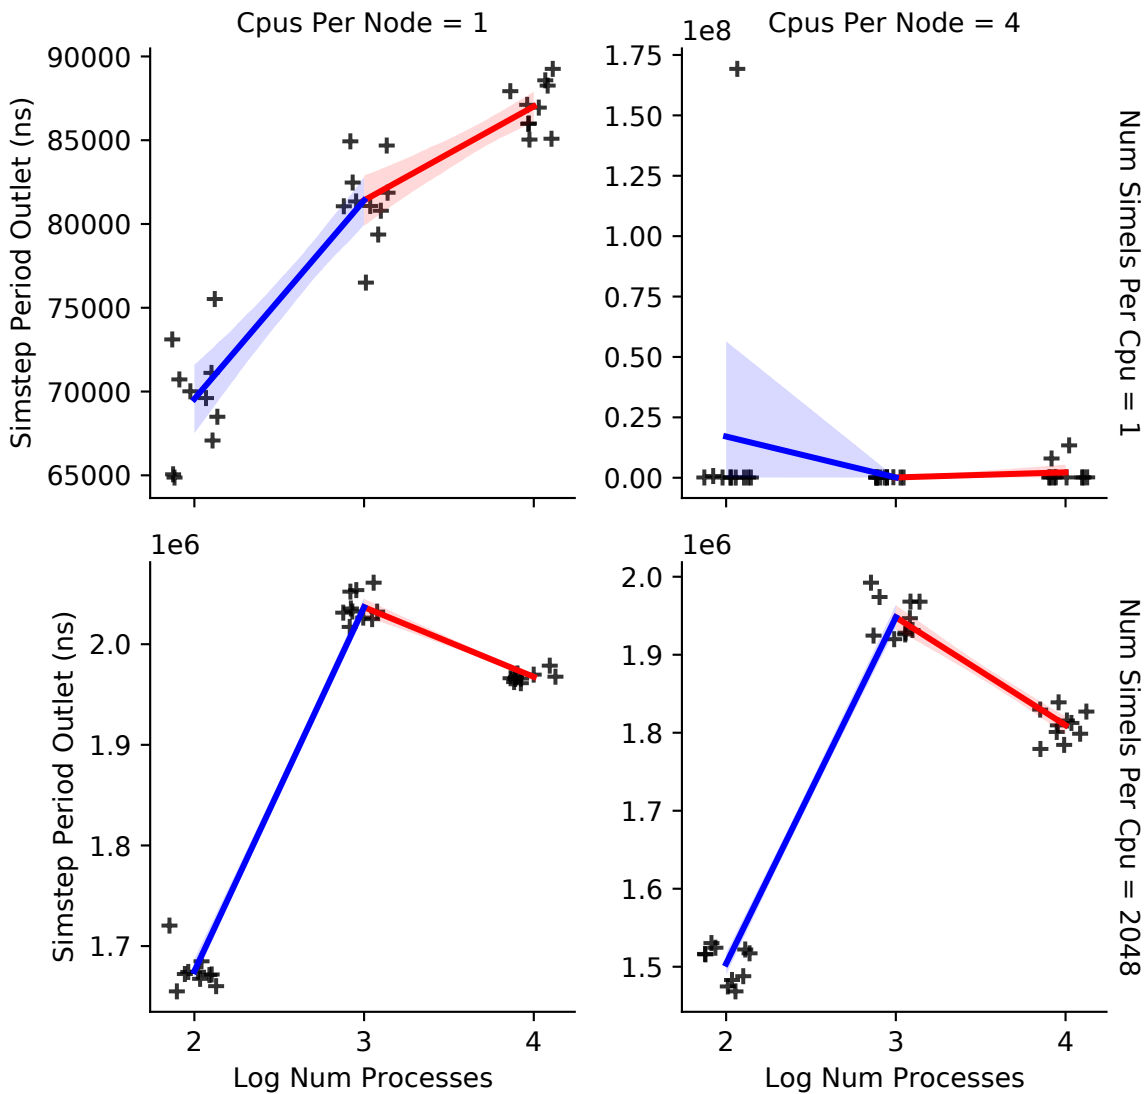 Cpus Per Node = 1
Cpus Per Node = 4
Simstep Period Outlet (ns)
90000
85000
80000
75000
70000
65000
1e8
1.75
1.50
1.25
1.00
0.75
0.50
0.25
0.00
Num Simels Per Cpu = 1
Simstep Period Outlet (ns)
1e6
2.0
1.9
1.8
1.7
2
3
4
Log Num Processes
1e6
2.0
1.9
1.8
1.7
1.6
1.5
2
3
4
Log Num Processes
Num Simels Per Cpu = 2048